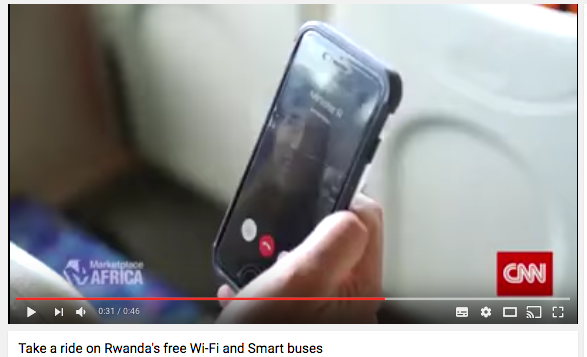 Marketplace
AFRICA
CNN
0:31 / 0:46
Take a ride on Rwanda's free Wi-Fi and Smart buses